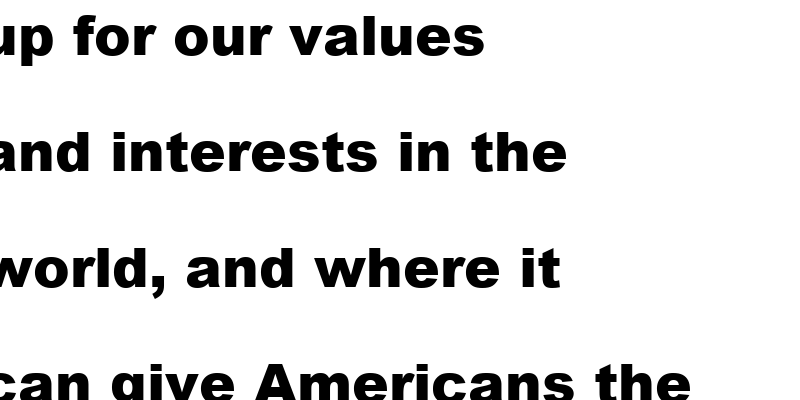 up for our values
and interests in the
world, and where it
can give Americans the